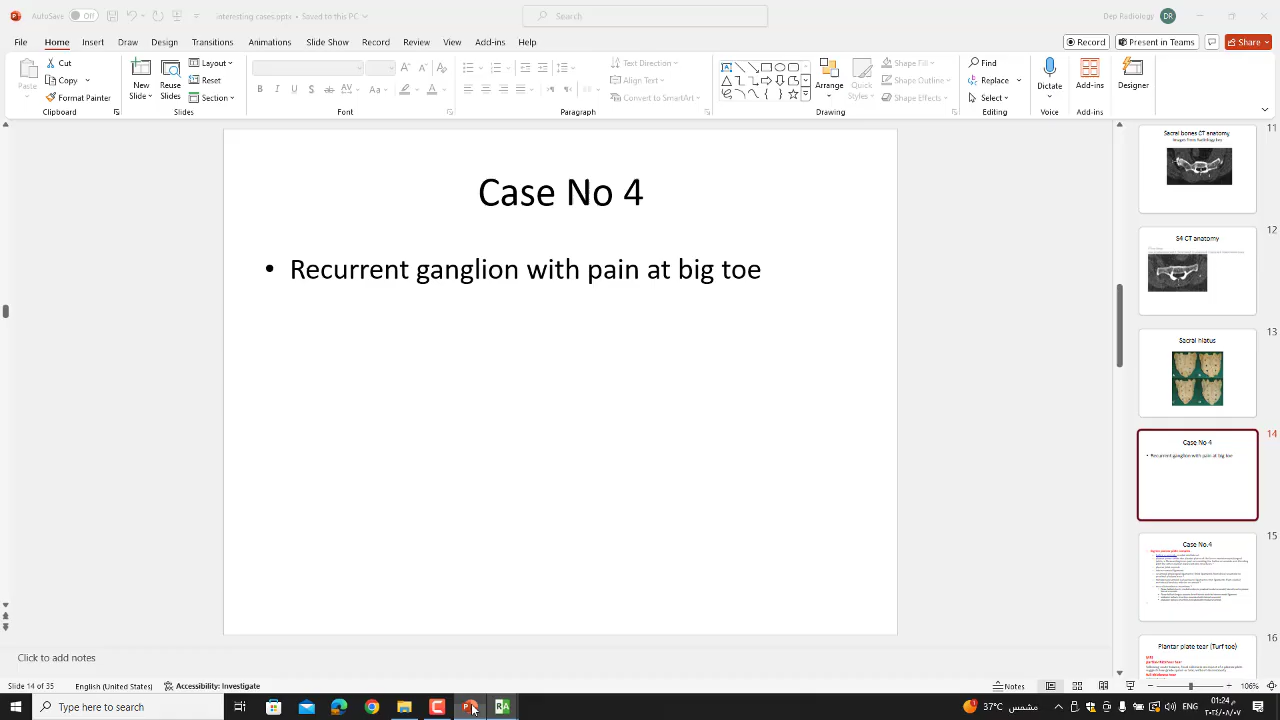 AutoSave Off interesting cases.pptx - Saved to this PC Search Dep Radiology DR
File Home Insert Draw Design Transitions Animations Slide Show Record Review View Add-ins Help Record Present in Teams Share
Paste Cut Copy Format Painter
Clipboard
New Slide Reuse Slides Layout Reset Section
Slides
B I U S ab AV Aa A
Font
Text Direction
Align Text
Convert to SmartArt
Paragraph
Arrange Quick Styles Shape Fill Shape Outline Shape Effects
Drawing
Find Replace Select
Editing
Dictate
Voice
Add-ins
Add-ins
Designer
Case No 4
• Recurrent ganglion with pain at big toe
11
Sacral bones CT anatomy
12
S4 CT anatomy
13
Sacral hiatus
14
Case No 4
• Recurrent ganglion with pain at big toe
15
Case No.4
16
Plantar plate tear (Turf toe)
Click to add notes
English (United States) Accessibility: Investigate Notes 106%
Type here to search
37°C مشمس
01:24 م
٢٠٢٤/٠٨/٠٧